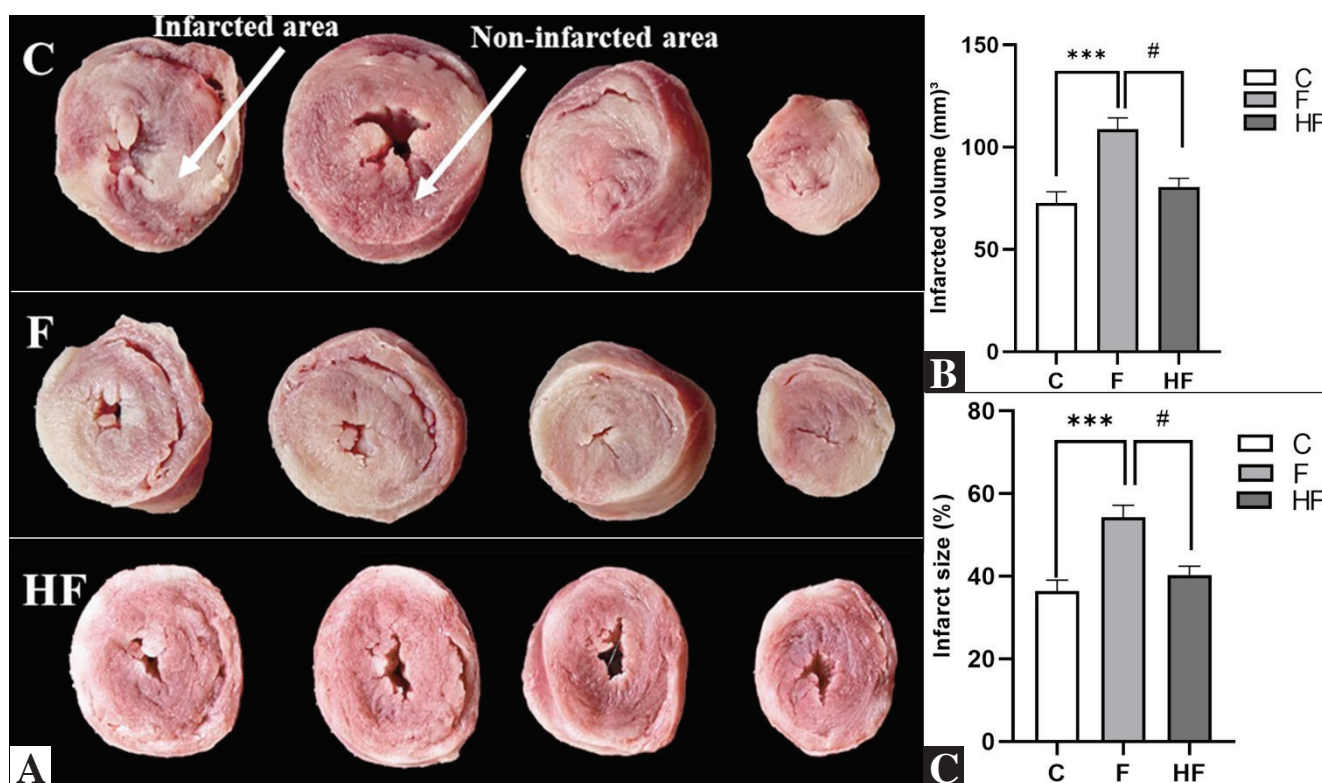 C
Infarcted area
Non-infarcted area
F
HF
A
Infarcted volume (mm)³
150
100
50
0
***
#
C
F
HF
C
F
HF
B
Infarct size (%)
80
60
40
20
0
***
#
C
F
HF
C
F
HF
C